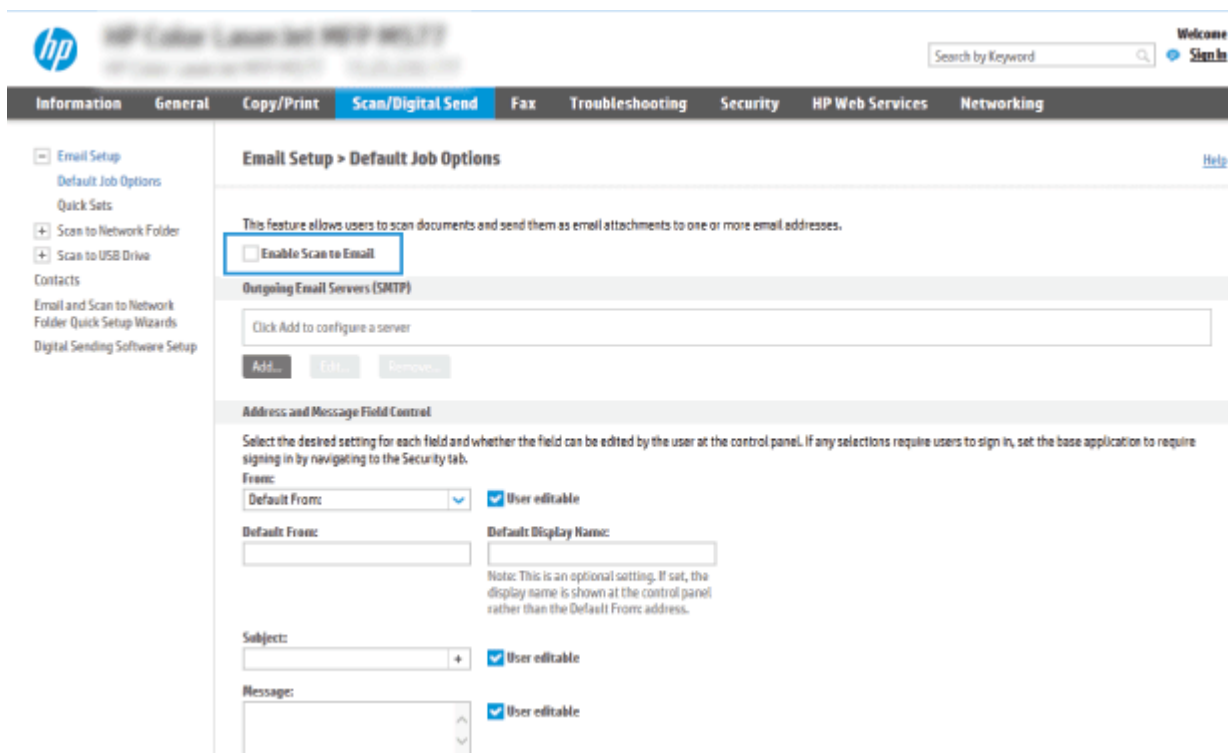 hp
HP Color LaserJet MFP M577
Welcome
Search by Keyword
Sign In
Information General Copy/Print Scan/Digital Send Fax Troubleshooting Security HP Web Services Networking
Email Setup
Default Job Options
Quick Sets
Scan to Network Folder
Scan to USB Drive
Contacts
Email and Scan to Network
Folder Quick Setup Wizards
Digital Sending Software Setup
Email Setup > Default Job Options
Help
This feature allows users to scan documents and send them as email attachments to one or more email addresses.
Enable Scan to Email
Outgoing Email Servers (SMTP)
Click Add to configure a server
Add... Edit... Remove...
Address and Message Field Control
Select the desired setting for each field and whether the field can be edited by the user at the control panel. If any selections require users to sign in, set the base application to require
signing in by navigating to the Security tab.
From:
Default From: User editable
Default From: Default Display Name:
Note: This is an optional setting. If set, the
display name is shown at the control panel
rather than the Default From: address.
Subject:
+ User editable
Message:
User editable